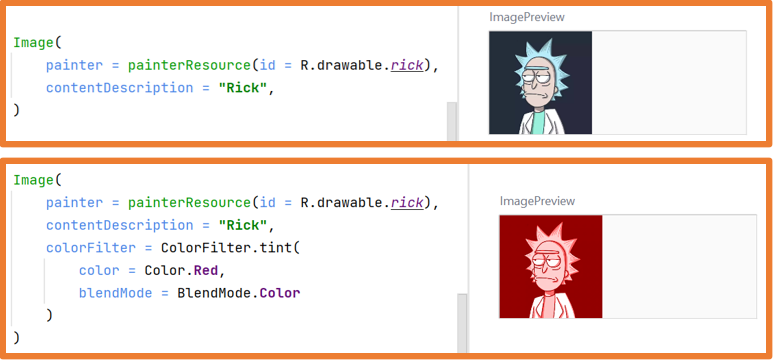 ImagePreview
Image(
painter = painterResource(id = R.drawable.rick),
contentDescription = "Rick",
)
ImagePreview
Image(
painter = painterResource(id = R.drawable.rick),
contentDescription = "Rick",
colorFilter = ColorFilter.tint(
color = Color.Red,
blendMode = BlendMode.Color
)
)